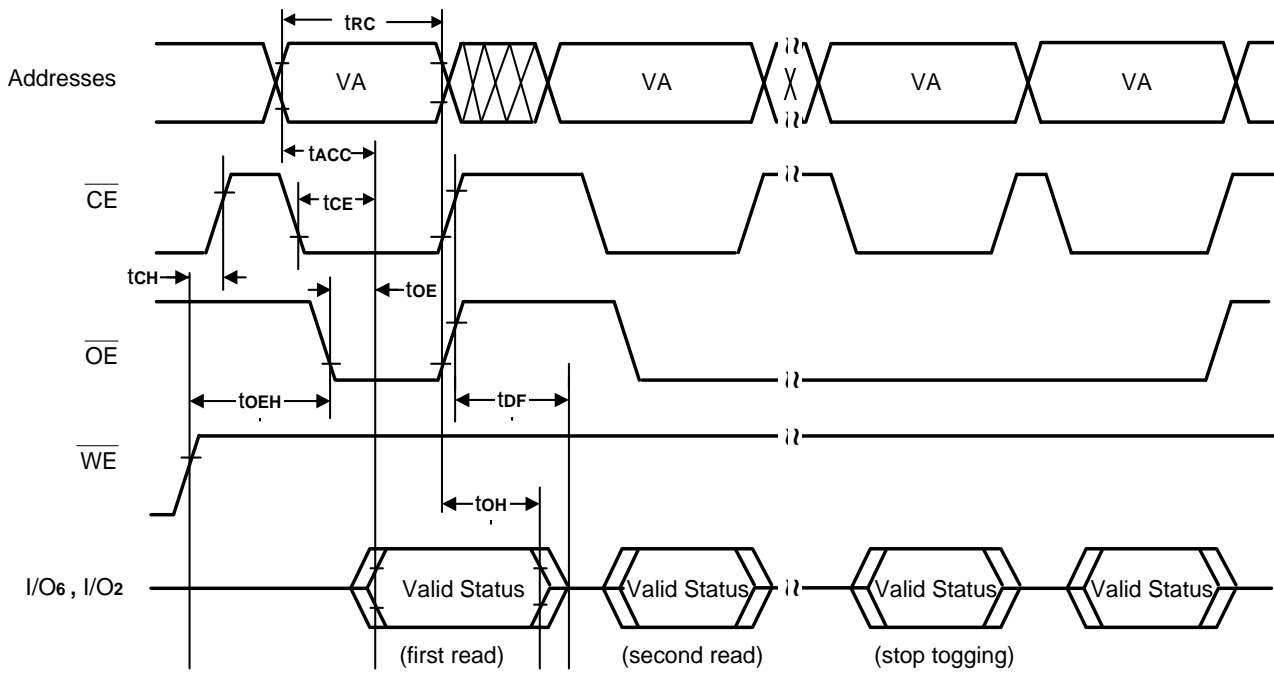 tRC
Addresses VA VA VA VA
tACC
CE tCE
tCH
tOE
OE
tOEH tDF
WE
tOH
I/O6 , I/O2 Valid Status Valid Status Valid Status Valid Status
(first read) (second read) (stop togging)